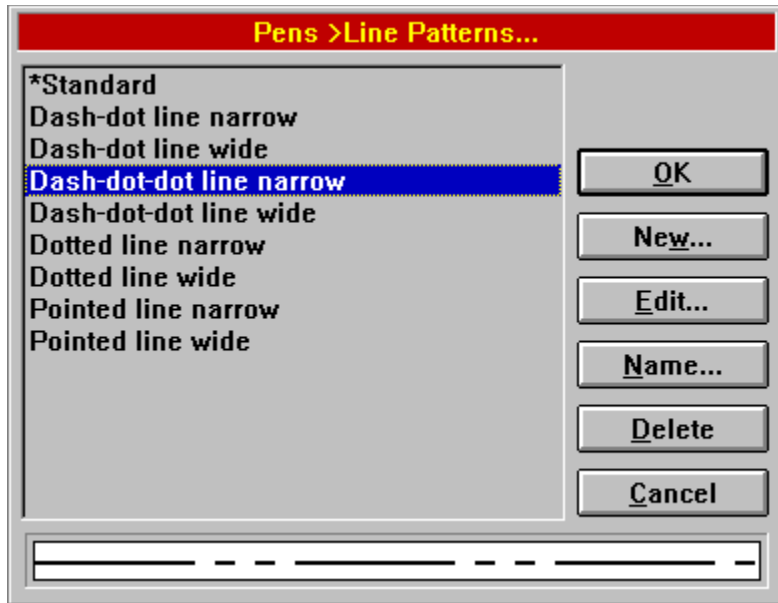 Pens >Line Patterns...
*Standard
Dash-dot line narrow
Dash-dot line wide
Dash-dot-dot line narrow
Dash-dot-dot line wide
Dotted line narrow
Dotted line wide
Pointed line narrow
Pointed line wide
OK
New...
Edit...
Name...
Delete
Cancel